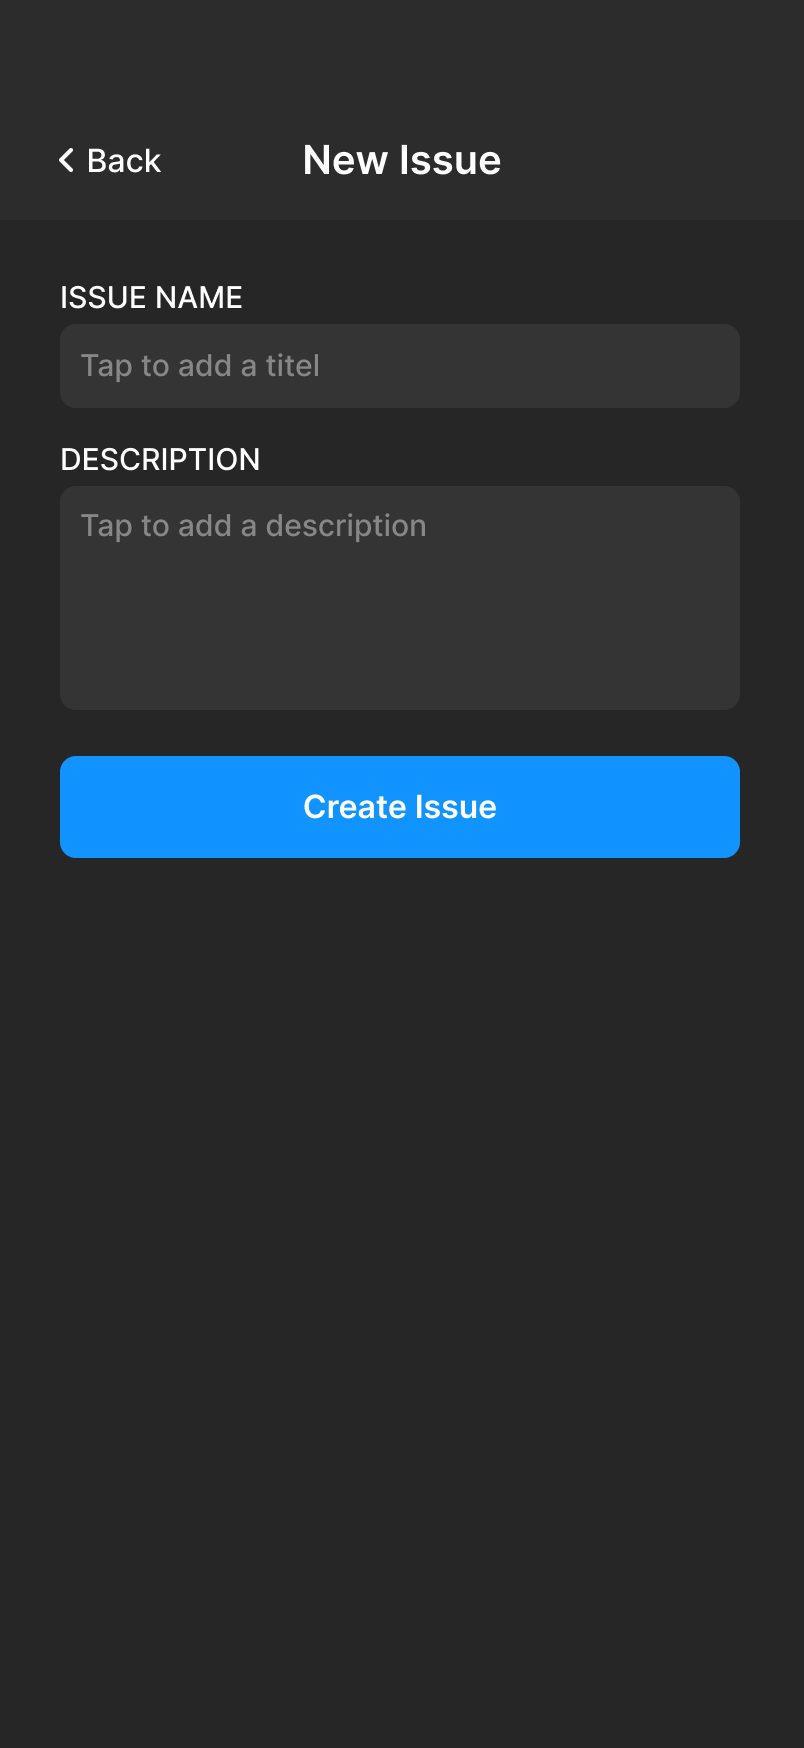 Back
New Issue
ISSUE NAME
Tap to add a titel
DESCRIPTION
Tap to add a description
Create Issue